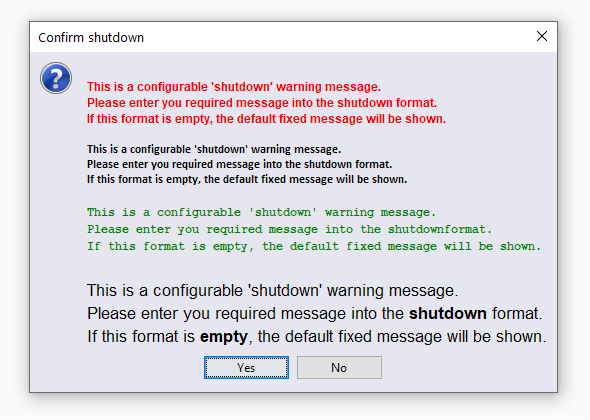 Confirm shutdown
This is a configurable 'shutdown' warning message.
Please enter you required message into the shutdown format.
If this format is empty, the default fixed message will be shown.
This is a configurable 'shutdown' warning message.
Please enter you required message into the shutdown format.
If this format is empty, the default fixed message will be shown.
This is a configurable 'shutdown' warning message.
Please enter you required message into the shutdownformat.
If this format is empty, the default fixed message will be shown.
This is a configurable 'shutdown' warning message.
Please enter you required message into the shutdown format.
If this format is empty, the default fixed message will be shown.
Yes No